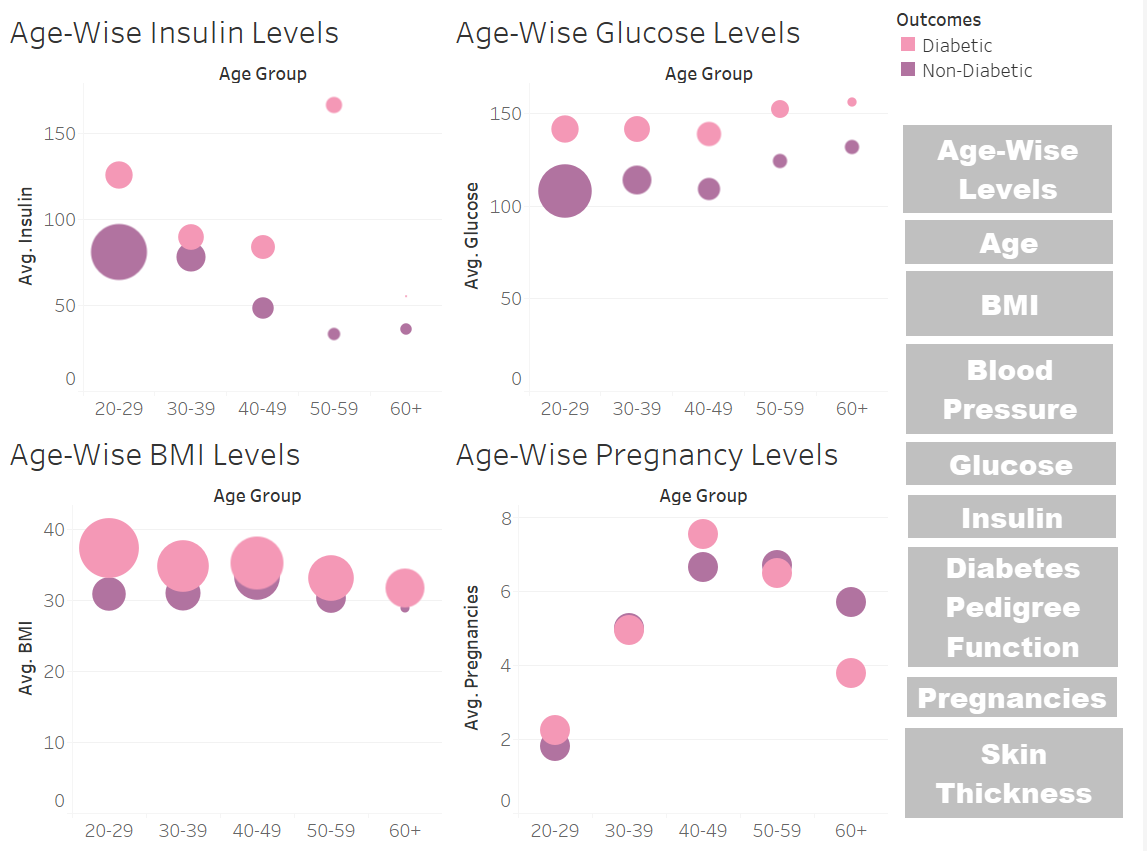 Age-Wise Insulin Levels
Age Group
Avg. Insulin
150
100
50
0
20-29 30-39 40-49 50-59 60+
Age-Wise Glucose Levels
Age Group
Avg. Glucose
150
100
50
0
20-29 30-39 40-49 50-59 60+
Outcomes
Diabetic
Non-Diabetic
Age-Wise BMI Levels
Age Group
Avg. BMI
40
30
20
10
0
20-29 30-39 40-49 50-59 60+
Age-Wise Pregnancy Levels
Age Group
Avg. Pregnancies
8
6
4
2
0
20-29 30-39 40-49 50-59 60+
Age-Wise
Levels
Age
BMI
Blood
Pressure
Glucose
Insulin
Diabetes
Pedigree
Function
Pregnancies
Skin
Thickness